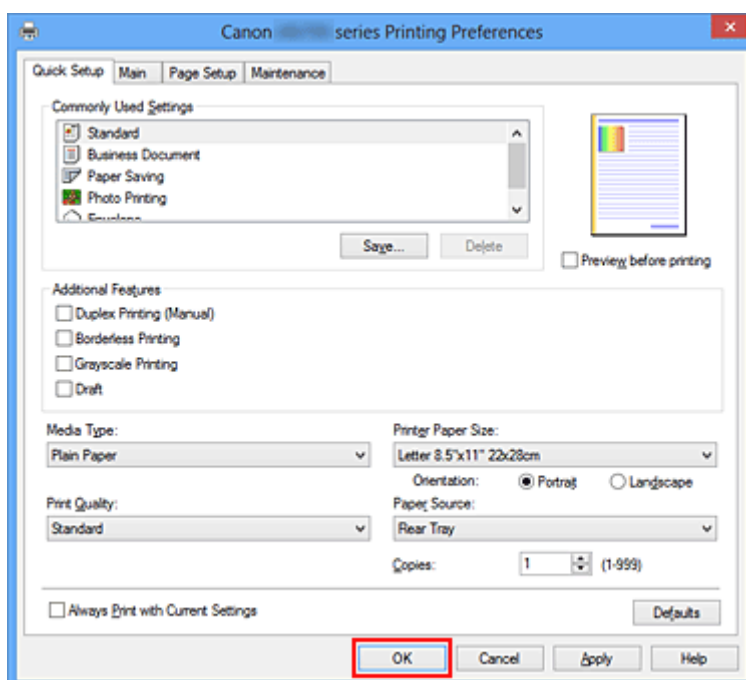 Canon series Printing Preferences
Quick Setup Main Page Setup Maintenance
Commonly Used Settings
Standard
Business Document
Paper Saving
Photo Printing
Envelope
Save... Delete
Preview before printing
Additional Features
Duplex Printing (Manual)
Borderless Printing
Grayscale Printing
Draft
Media Type: Printer Paper Size:
Plain Paper Letter 8.5"x11" 22x28cm
Orientation: Portrait Landscape
Print Quality: Paper Source:
Standard Rear Tray
Copies: 1 (1-999)
Always Print with Current Settings Defaults
OK Cancel Apply Help